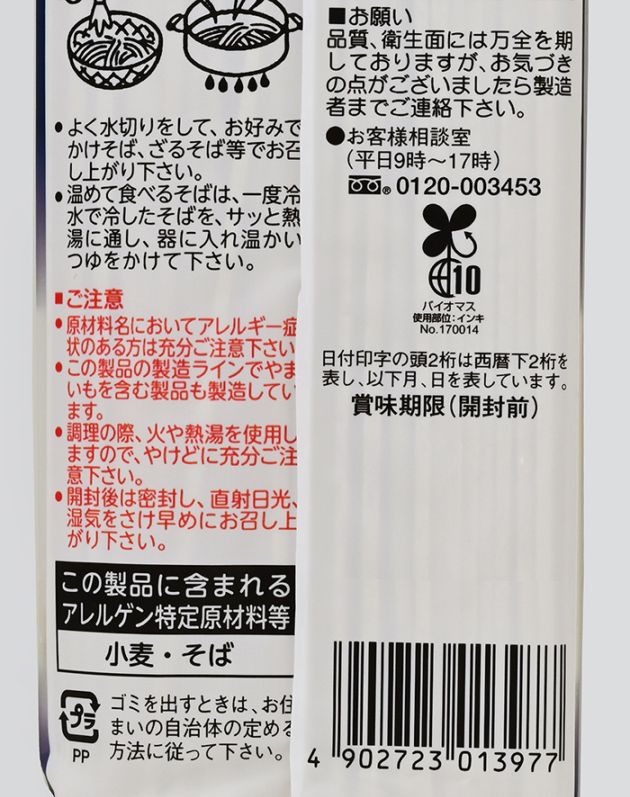 • よく水切りをして、お好みで
かけそば、ざるそば等でお召
し上がり下さい。
• 温めて食べるそばは、一度冷
水で冷したそばを、サッと熱
湯に通し、器に入れ温かい
つゆをかけて下さい。
■ご注意
• 原材料名においてアレルギー症
状のある方は充分ご注意下さい
• この製品の製造ラインでやま
いもを含む製品も製造してい
ます。
• 調理の際、火や熱湯を使用し
ますので、やけどに充分ご注
意下さい。
• 開封後は密封し、直射日光、
湿気をさけ早めにお召し上
がり下さい。
この製品に含まれる
アレルゲン特定原材料等
小麦・そば
プラ
PP
ゴミを出すときは、お住
まいの自治体の定める
方法に従って下さい。
■お願い
品質、衛生面には万全を期
しておりますが、お気づき
の点がございましたら製造
者までご連絡下さい。
●お客様相談室
（平日9時～17時）
® 0120-003453
10
バイオマス
使用部位:インキ
No.170014
日付印字の頭2桁は西暦下2桁を
表し、以下月、日を表しています。
賞味期限（開封前）
4 902723 013977